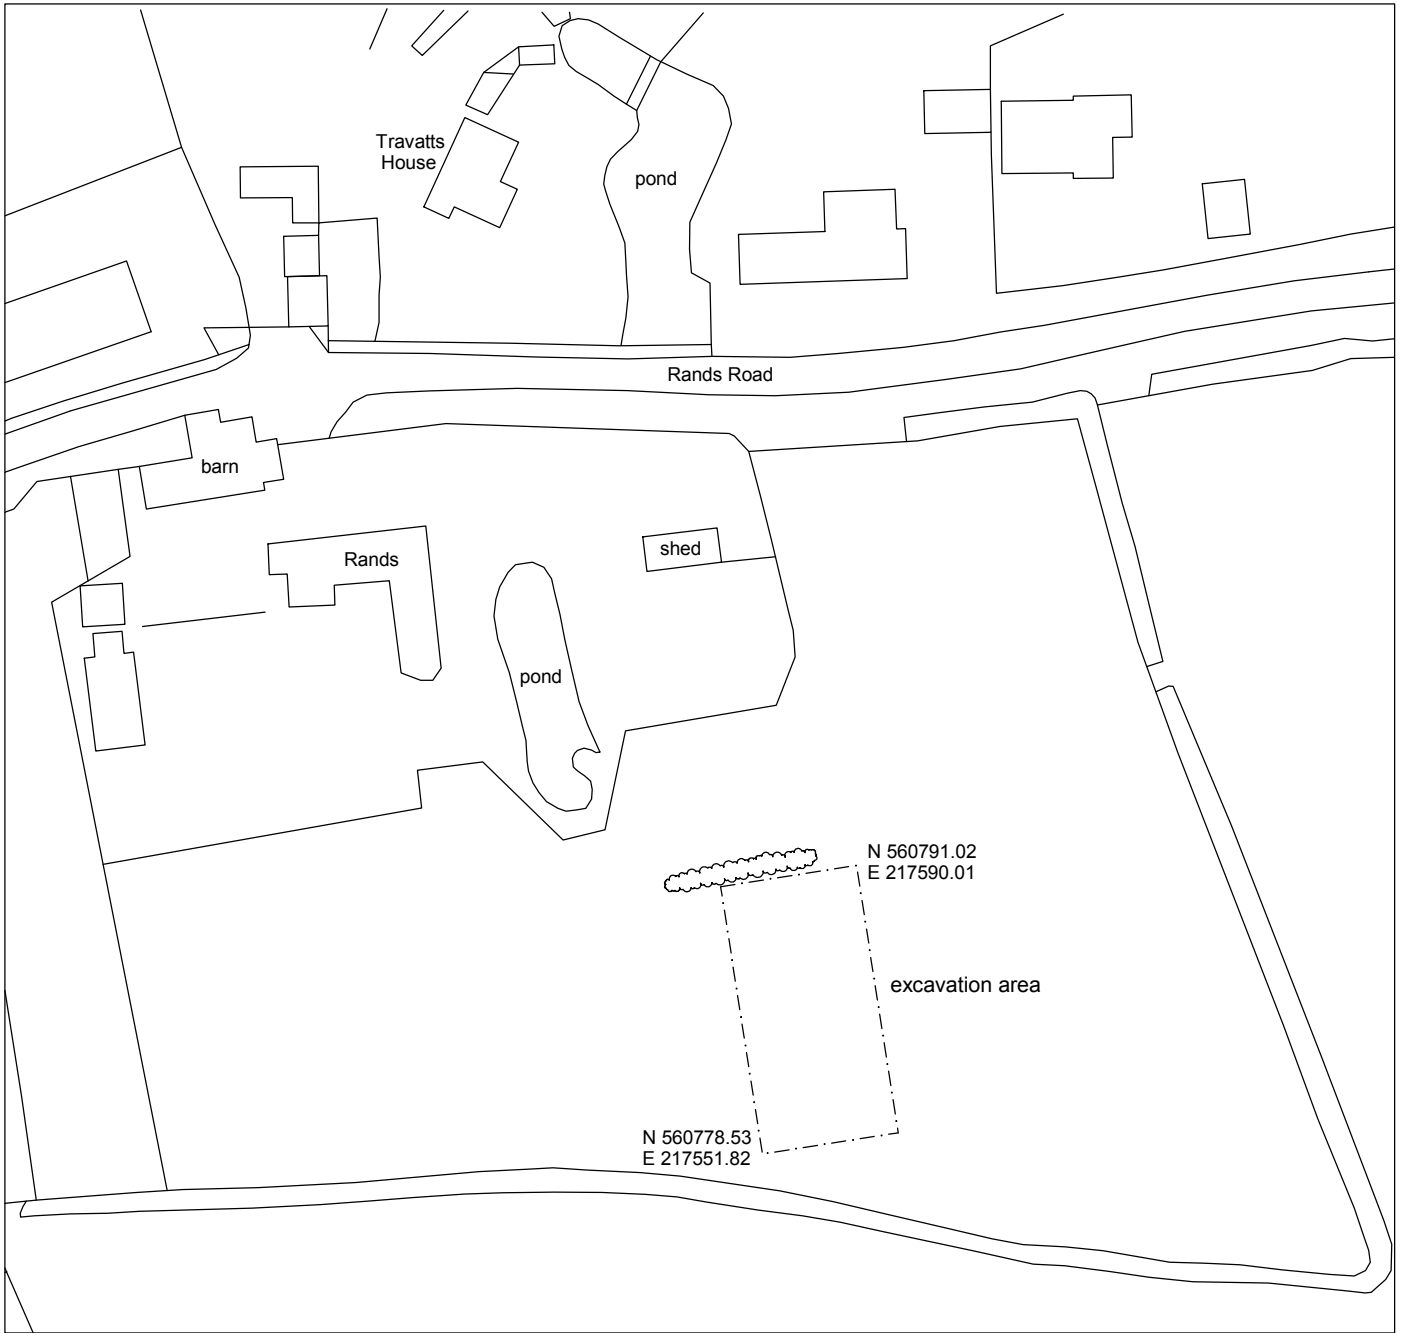 Travatts
House
pond
Rands Road
barn
shed
Rands
pond
N 560791.02
E 217590.01
excavation area
N 560778.53
E 217551.82